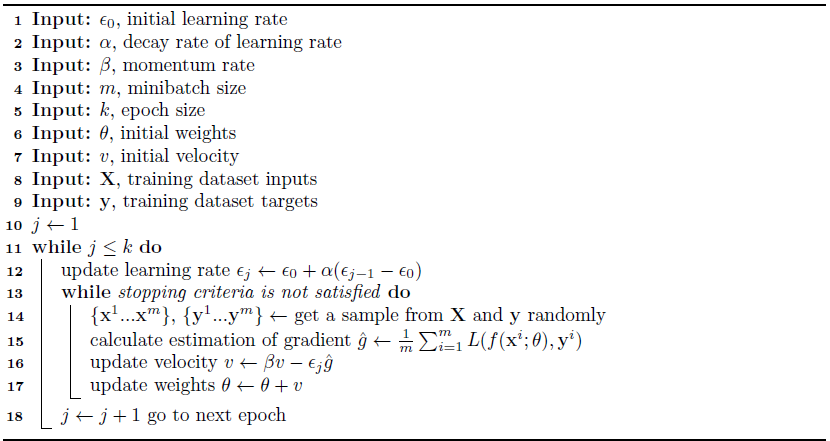 1 Input: ϵ₀, initial learning rate
2 Input: α, decay rate of learning rate
3 Input: β, momentum rate
4 Input: m, minibatch size
5 Input: k, epoch size
6 Input: θ, initial weights
7 Input: v, initial velocity
8 Input: X, training dataset inputs
9 Input: y, training dataset targets
10 j ← 1
11 while j ≤ k do
12 update learning rate ϵⱼ ← ϵ₀ + α(ϵⱼ₋₁ − ϵ₀)
13 while stopping criteria is not satisfied do
14 {x¹...xᵐ}, {y¹...yᵐ} ← get a sample from X and y randomly
15 calculate estimation of gradient ĝ ← 1/m ∑ᵢ₌₁ᵐ L(f(xⁱ; θ), yⁱ)
16 update velocity v ← βv − ϵⱼĝ
17 update weights θ ← θ + v
18 j ← j + 1 go to next epoch